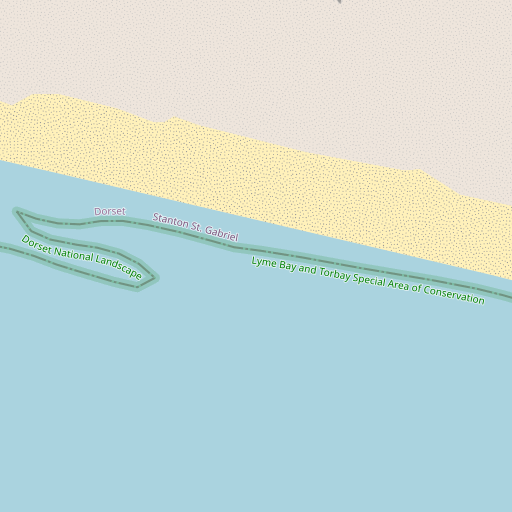 Dorset
Stanton St. Gabriel
Dorset National Landscape
Lyme Bay and Torbay Special Area of Conservation